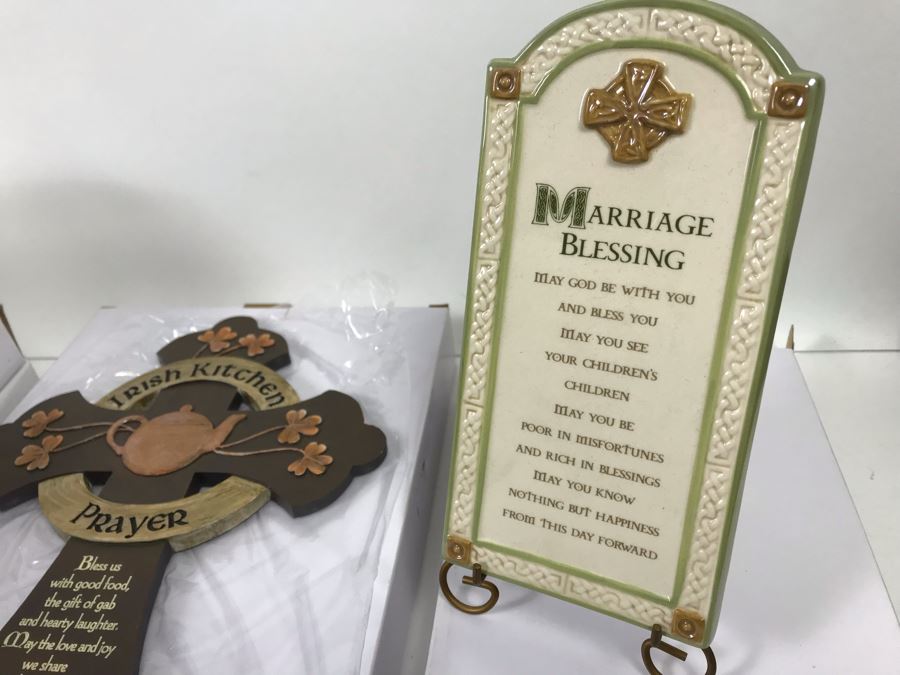 Irish Kitchen
Prayer
Bless us
with good food,
the gift of gab
and hearty laughter.
May the love and joy
we share
Marriage
Blessing
May God be with you
and bless you
May you see
your children's
children
May you be
poor in misfortunes
and rich in blessings
May you know
nothing but happiness
from this day forward